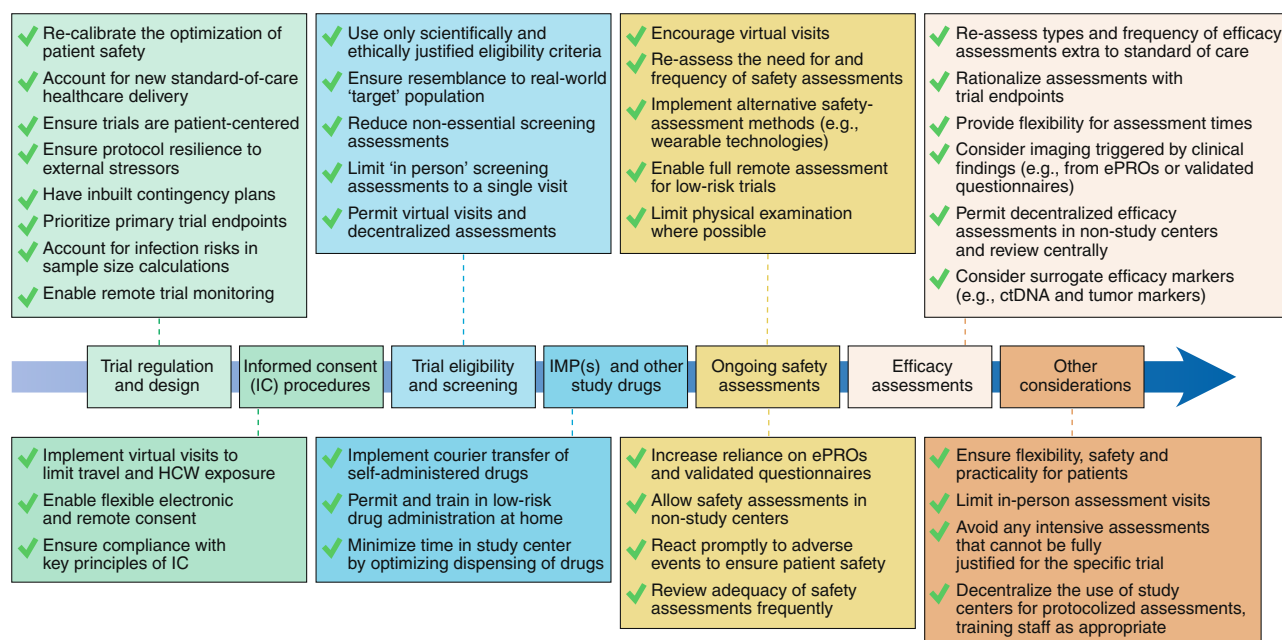 Re-calibrate the optimization of
patient safety
Account for new standard-of-care
healthcare delivery
Ensure trials are patient-centered
Ensure protocol resilience to
external stressors
Have inbuilt contingency plans
Prioritize primary trial endpoints
Account for infection risks in
sample size calculations
Enable remote trial monitoring
Use only scientifically and
ethically justified eligibility criteria
Ensure resemblance to real-world
‘target’ population
Reduce non-essential screening
assessments
Limit ‘in person’ screening
assessments to a single visit
Permit virtual visits and
decentralized assessments
Encourage virtual visits
Re-assess the need for and
frequency of safety assessments
Implement alternative safety-
assessment methods (e.g.,
wearable technologies)
Enable full remote assessment
for low-risk trials
Limit physical examination
where possible
Re-assess types and frequency of efficacy
assessments extra to standard of care
Rationalize assessments with
trial endpoints
Provide flexibility for assessment times
Consider imaging triggered by clinical
findings (e.g., from ePROs or validated
questionnaires)
Permit decentralized efficacy
assessments in non-study centers
and review centrally
Consider surrogate efficacy markers
(e.g., ctDNA and tumor markers)
Trial regulation
and design
Informed consent
(IC) procedures
Trial eligibility
and screening
IMP(s) and other
study drugs
Ongoing safety
assessments
Efficacy
assessments
Other
considerations
Implement virtual visits to
limit travel and HCW exposure
Enable flexible electronic
and remote consent
Ensure compliance with
key principles of IC
Implement courier transfer of
self-administered drugs
Permit and train in low-risk
drug administration at home
Minimize time in study center
by optimizing dispensing of drugs
Increase reliance on ePROs
and validated questionnaires
Allow safety assessments in
non-study centers
React promptly to adverse
events to ensure patient safety
Review adequacy of safety
assessments frequently
Ensure flexibility, safety and
practicality for patients
Limit in-person assessment visits
Avoid any intensive assessments
that cannot be fully
justified for the specific trial
Decentralize the use of study
centers for protocolized assessments,
training staff as appropriate